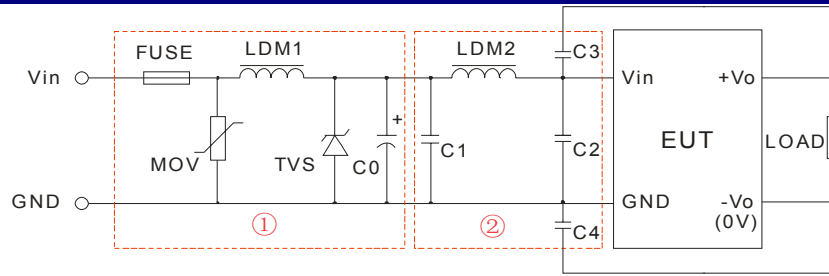 FUSE
LDM1
LDM2
C3
Vin
Vin
+Vo
+
MOV
TVS
C0
C1
C2
EUT
LOAD
GND
GND
-Vo
(0V)
①
②
C4